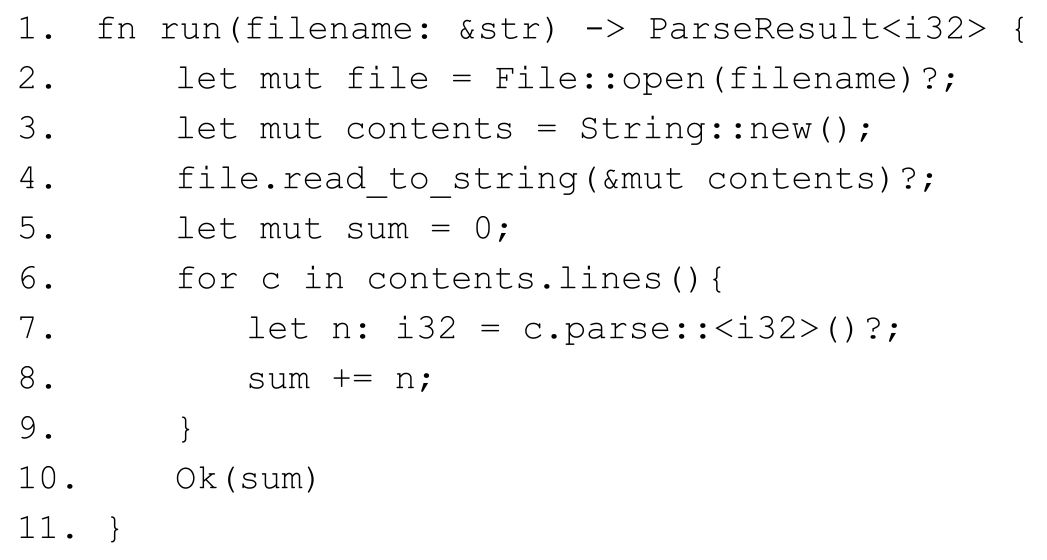 1. fn run(filename: &str) -> ParseResult<i32> {
2. let mut file = File::open(filename)?;
3. let mut contents = String::new();
4. file.read_to_string(&mut contents)?;
5. let mut sum = 0;
6. for c in contents.lines(){
7. let n: i32 = c.parse::<i32>()?;
8. sum += n;
9. }
10. Ok(sum)
11. }